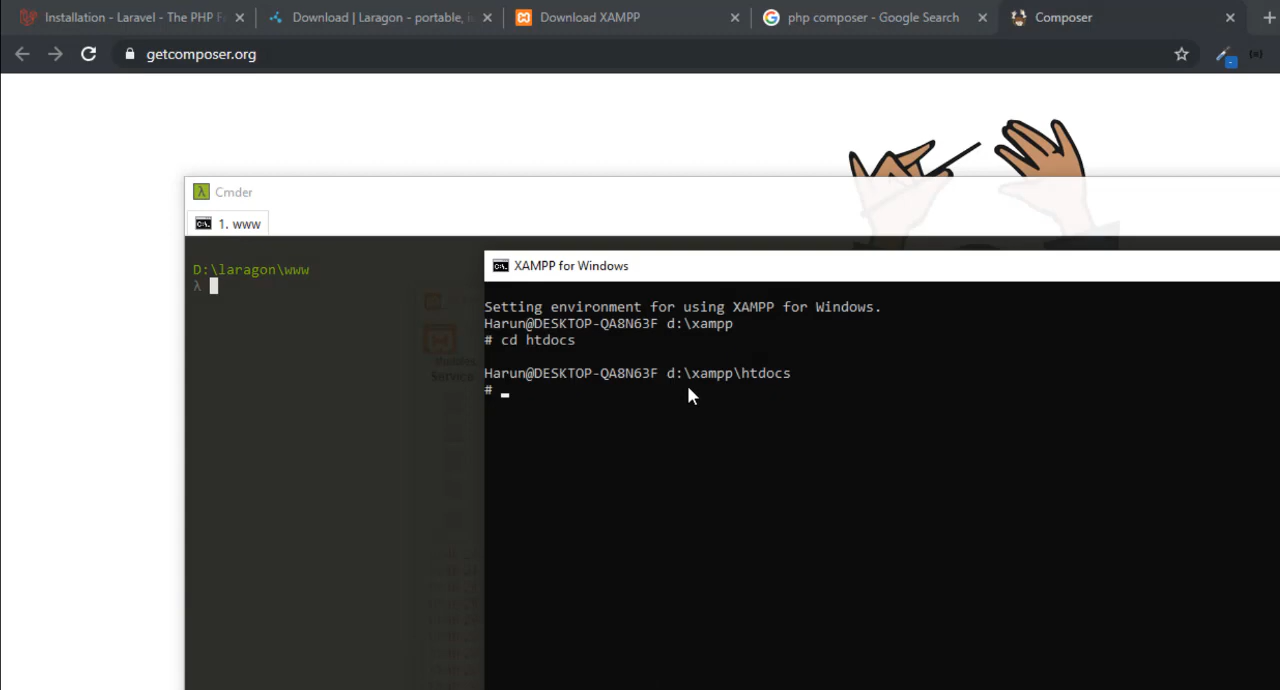 Installation - Laravel - The PHP F
Download | Laragon - portable, i
Download XAMPP
php composer - Google Search
Composer
getcomposer.org
Cmder
1. www
D:\laragon\www
λ
XAMPP for Windows
Setting environment for using XAMPP for Windows.
Harun@DESKTOP-QA8N63F d:\xampp
# cd htdocs
Harun@DESKTOP-QA8N63F d:\xampp\htdocs
#
Service